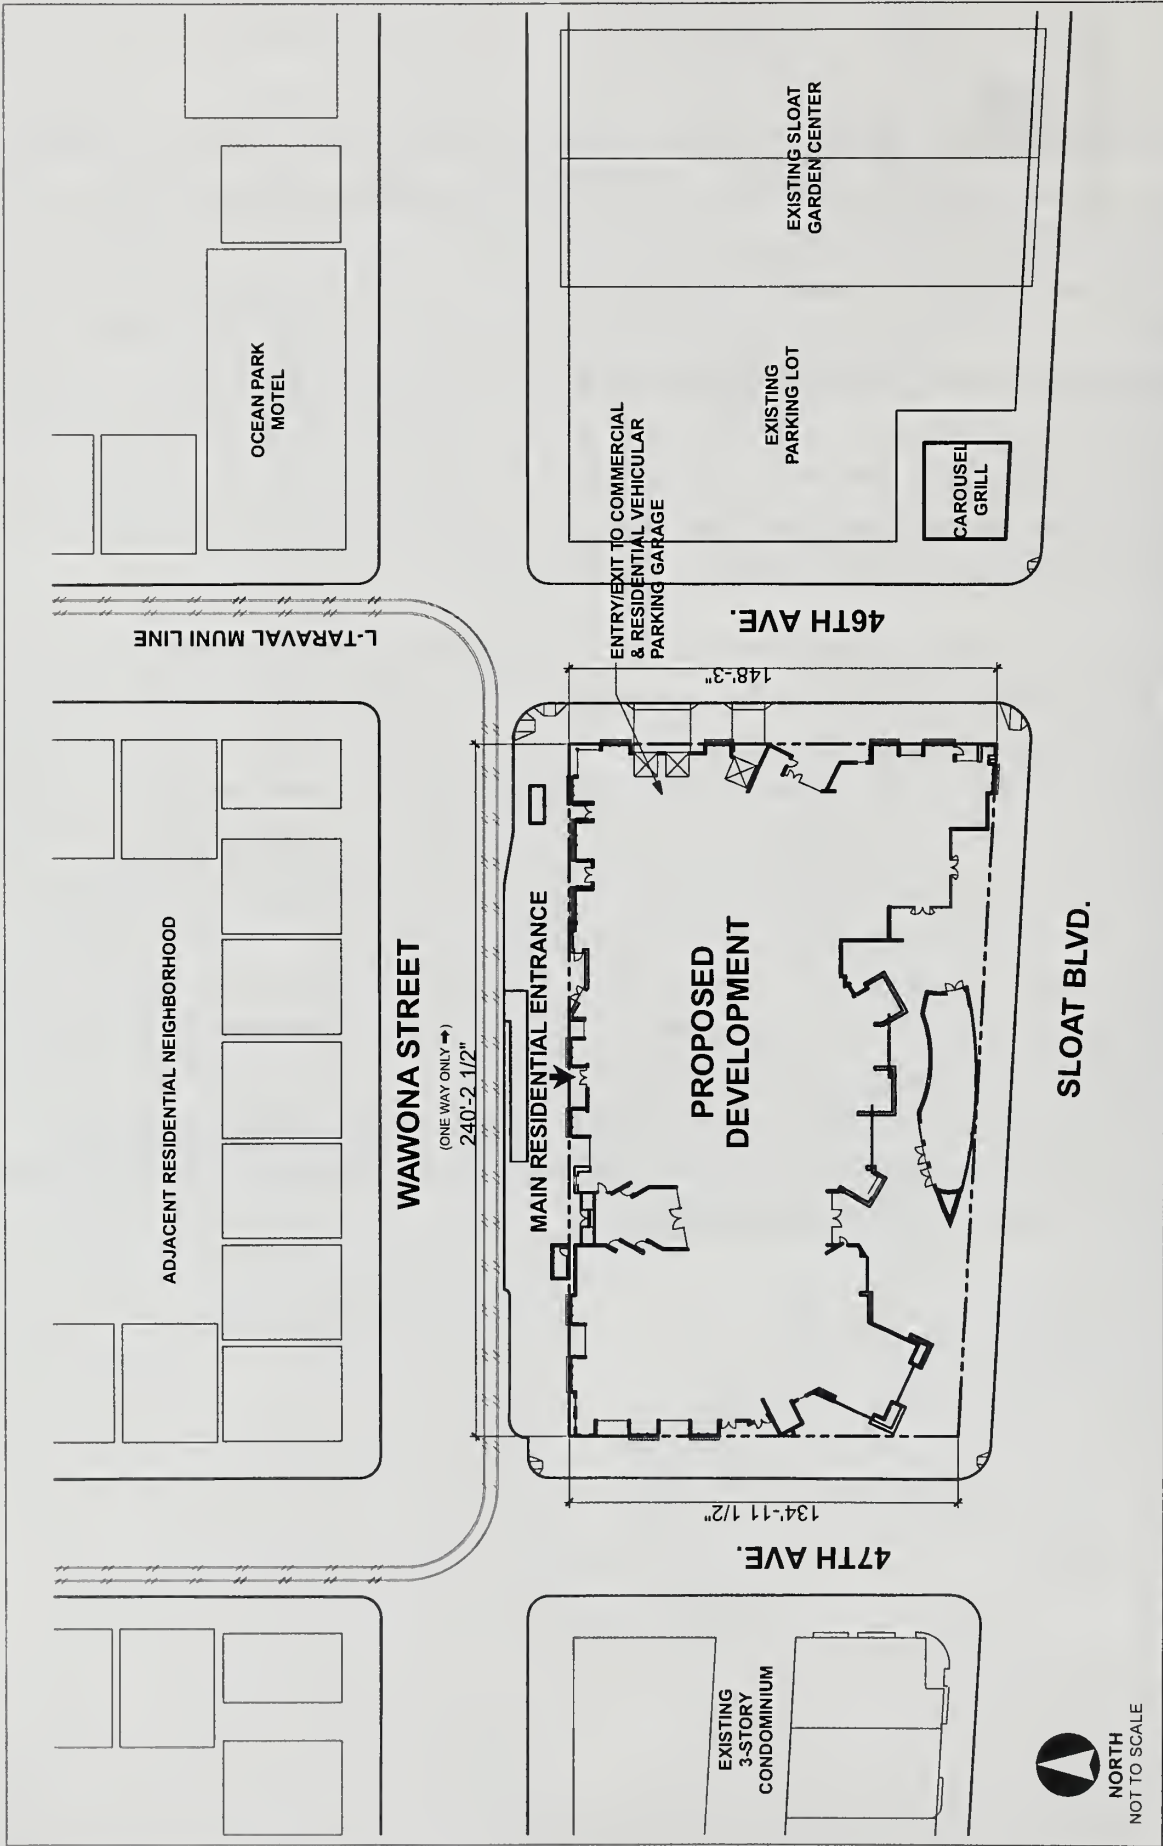 ADJACENT RESIDENTIAL NEIGHBORHOOD
L-TARAVAL MUNI LINE
OCEAN PARK
MOTEL
WAWONA STREET
(ONE WAY ONLY ➡)
240'-2 1/2"
MAIN RESIDENTIAL ENTRANCE
ENTRY/EXIT TO COMMERCIAL
& RESIDENTIAL VEHICULAR
PARKING GARAGE
EXISTING
3-STORY
CONDOMINIUM
47TH AVE.
134'-11 1/2"
PROPOSED
DEVELOPMENT
148'-3"
46TH AVE.
EXISTING
PARKING LOT
EXISTING SLOAT
GARDEN CENTER
CAROUSEL
GRILL
SLOAT BLVD.
NORTH
NOT TO SCALE